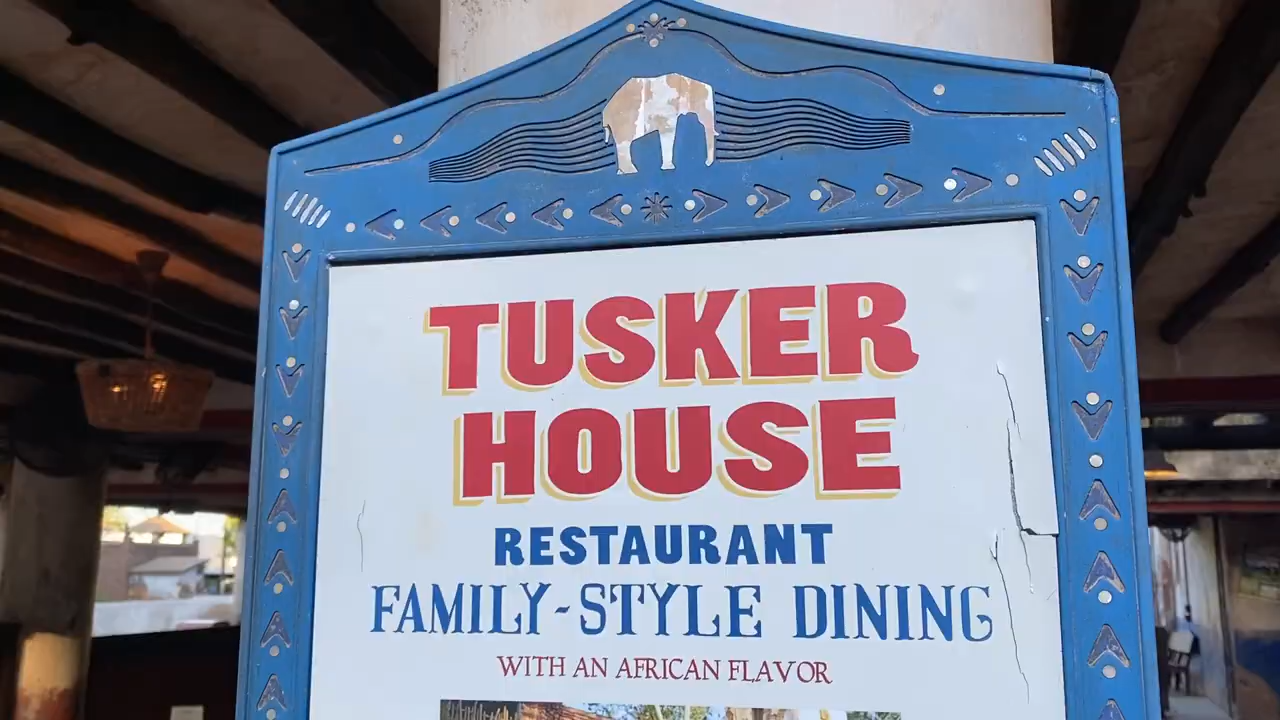 TUSKER
HOUSE
RESTAURANT
FAMILY-STYLE DINING
WITH AN AFRICAN FLAVOR